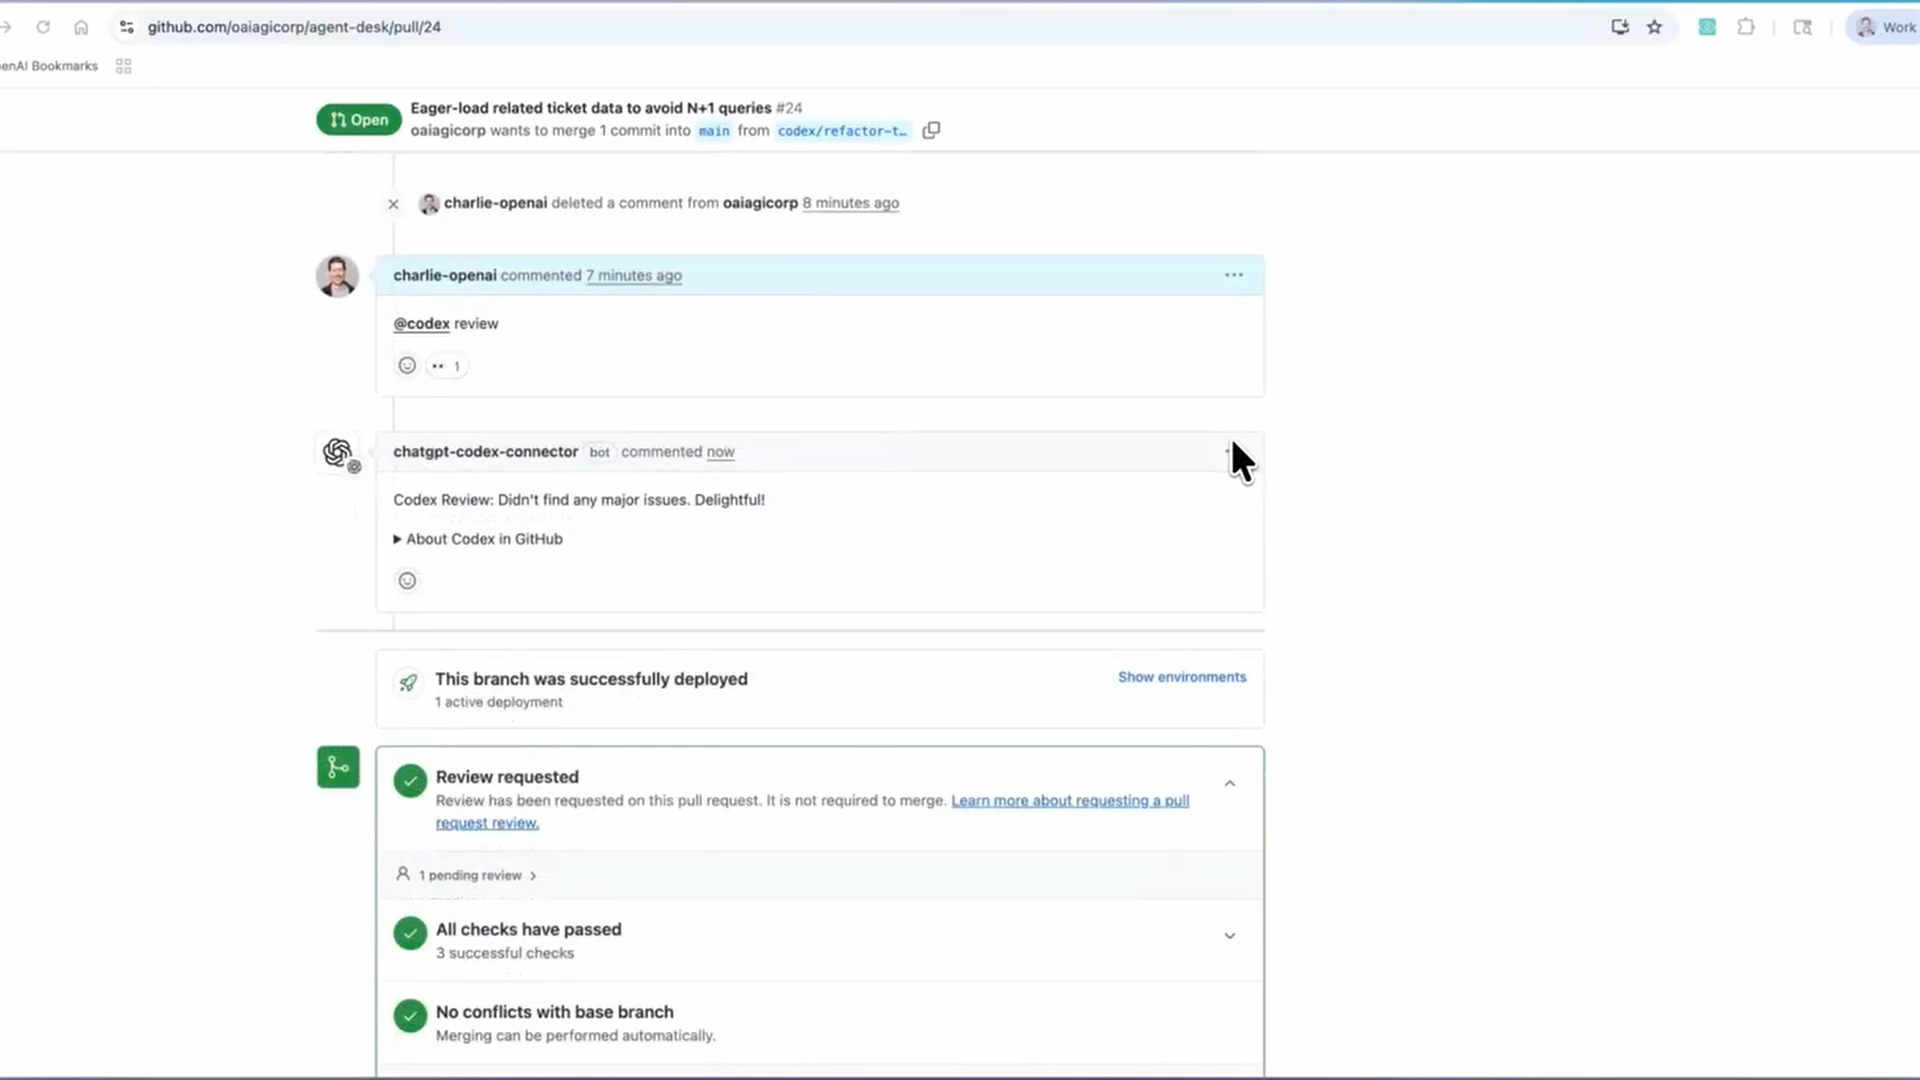 github.com/oaiagicorp/agent-desk/pull/24
Work
enAI Bookmarks
Open
Eager-load related ticket data to avoid N+1 queries #24
oaiagicorp wants to merge 1 commit into main from codex/refactor-t…
charlie-openai deleted a comment from oaiagicorp 8 minutes ago
charlie-openai commented 7 minutes ago
@codex review
1
chatgpt-codex-connector bot commented now
Codex Review: Didn't find any major issues. Delightful!
About Codex in GitHub
This branch was successfully deployed
Show environments
1 active deployment
Review requested
Review has been requested on this pull request. It is not required to merge. Learn more about requesting a pull
request review.
1 pending review
All checks have passed
3 successful checks
No conflicts with base branch
Merging can be performed automatically.